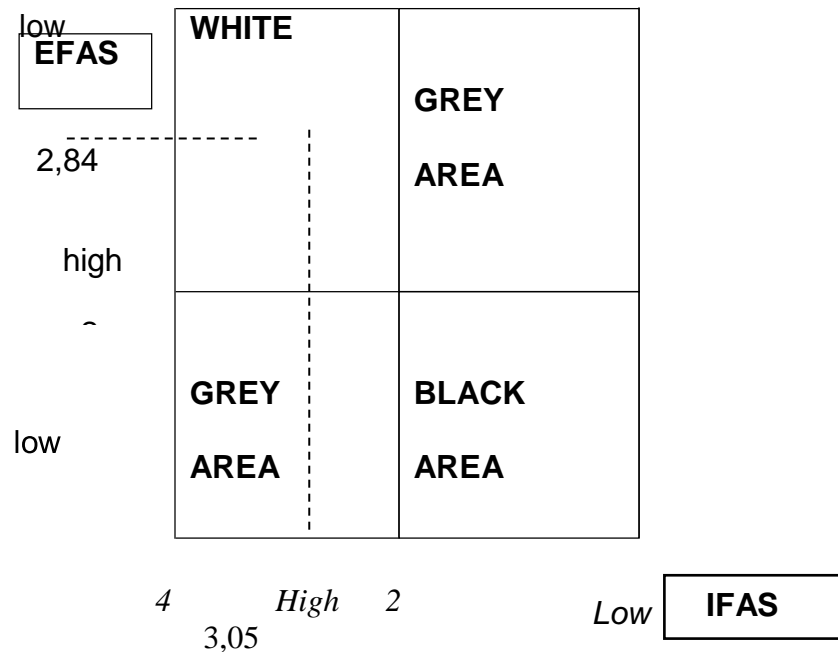 low
EFAS
WHITE
GREY
AREA
2,84
high
GREY
AREA
BLACK
AREA
low
4 High 2
3,05
Low
IFAS